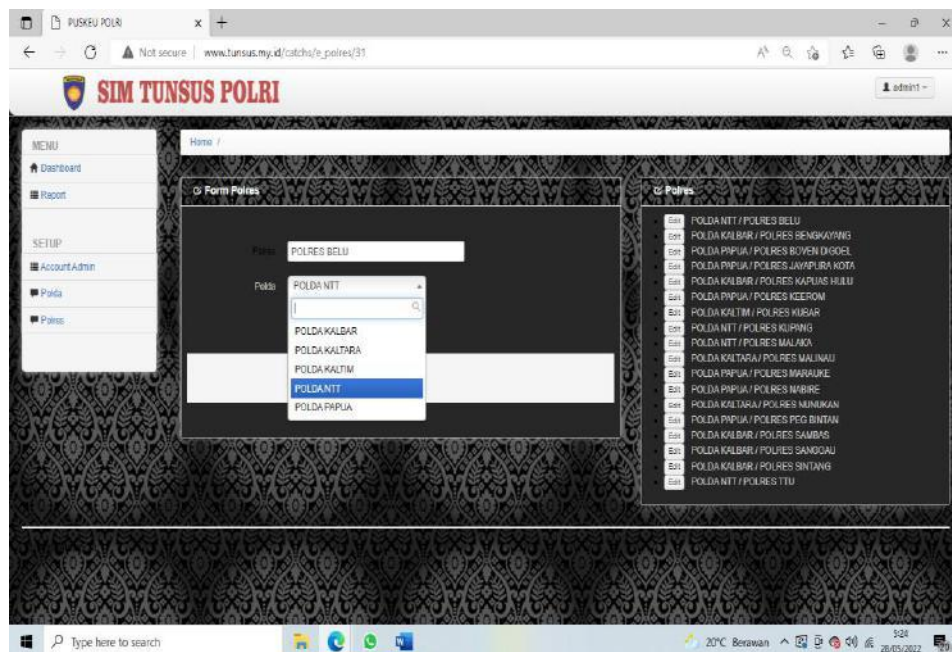 PUSKEU POLRI
Not secure www.tunsus.my.id/catchs/e_polres/31
SIM TUNSUS POLRI
admin1
MENU
Dashboard
Report
SETUP
Account Admin
Polda
Polres
Home /
Form Polres
Polres POLRES BELU
Polda POLDA NTT
POLDA KALBAR
POLDA KALTARA
POLDA KALTIM
POLDA NTT
POLDA PAPUA
Polres
Edit POLDA NTT / POLRES BELU
Edit POLDA KALBAR / POLRES BENGKAYANG
Edit POLDA PAPUA / POLRES BOVEN DIGOEL
Edit POLDA PAPUA / POLRES JAYAPURA KOTA
Edit POLDA KALBAR / POLRES KAPUAS HULU
Edit POLDA PAPUA / POLRES KEEROM
Edit POLDA KALTIM / POLRES KUBAR
Edit POLDA NTT / POLRES KUPANG
Edit POLDA NTT / POLRES MALAKA
Edit POLDA KALTARA / POLRES MALINAU
Edit POLDA PAPUA / POLRES MARAUKE
Edit POLDA PAPUA / POLRES NABIRE
Edit POLDA KALTARA / POLRES NUNUKAN
Edit POLDA PAPUA / POLRES PEG BINTAN
Edit POLDA KALBAR / POLRES SAMBAS
Edit POLDA KALBAR / POLRES SANGGAU
Edit POLDA KALBAR / POLRES SINTANG
Edit POLDA NTT / POLRES TTU
Type here to search
20°C Berawan
9:24
28/05/2022